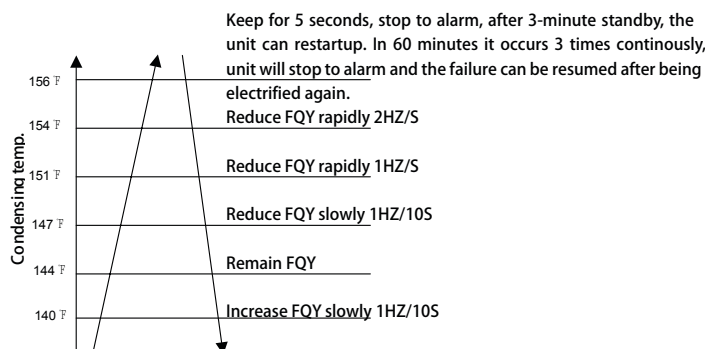 Keep for 5 seconds, stop to alarm, after 3-minute standby, the
unit can restartup. In 60 minutes it occurs 3 times continously,
unit will stop to alarm and the failure can be resumed after being
electrified again.
156 ℉
154 ℉
Reduce FQY rapidly 2HZ/S
151 ℉
Reduce FQY rapidly 1HZ/S
147 ℉
Reduce FQY slowly 1HZ/10S
144 ℉
Remain FQY
140 ℉
Increase FQY slowly 1HZ/10S
Condensing temp.